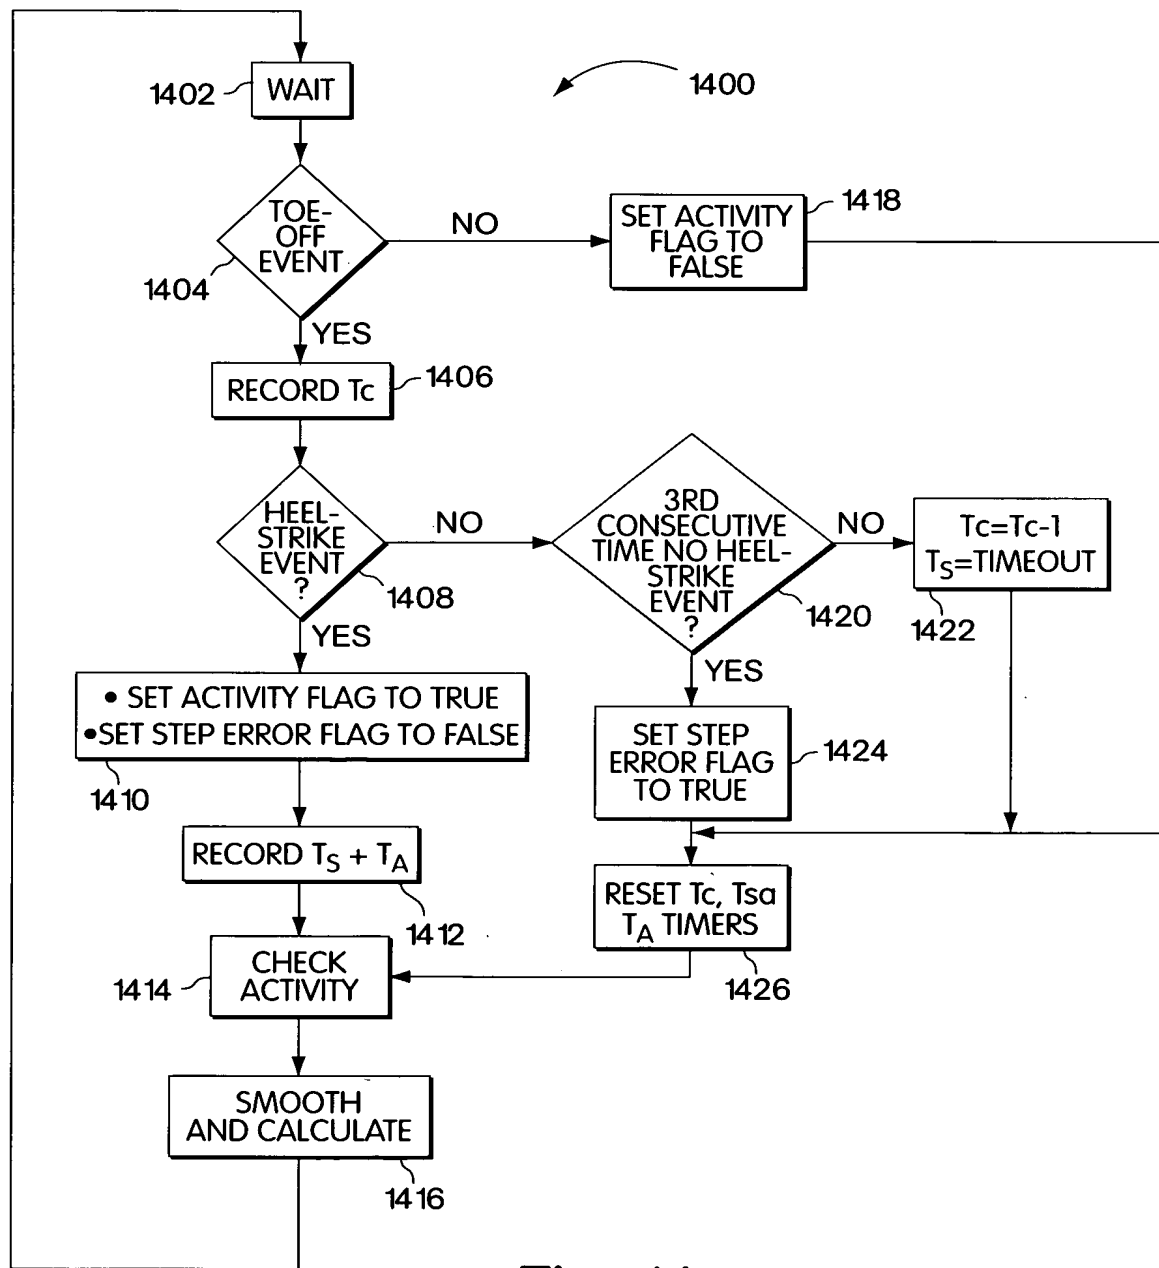 1400
1402
WAIT
TOE-
OFF
EVENT
1404
NO
SET ACTIVITY
FLAG TO
FALSE
1418
YES
RECORD Tc
1406
HEEL-
STRIKE
EVENT
?
1408
NO
3RD
CONSECUTIVE
TIME NO HEEL-
STRIKE
EVENT
?
1420
NO
Tc=Tc-1
TS=TIMEOUT
1422
YES
YES
• SET ACTIVITY FLAG TO TRUE
•SET STEP ERROR FLAG TO FALSE
1410
SET STEP
ERROR FLAG
TO TRUE
1424
RECORD TS + TA
1412
RESET Tc, Tsa
TA TIMERS
1426
CHECK
ACTIVITY
1414
SMOOTH
AND CALCULATE
1416